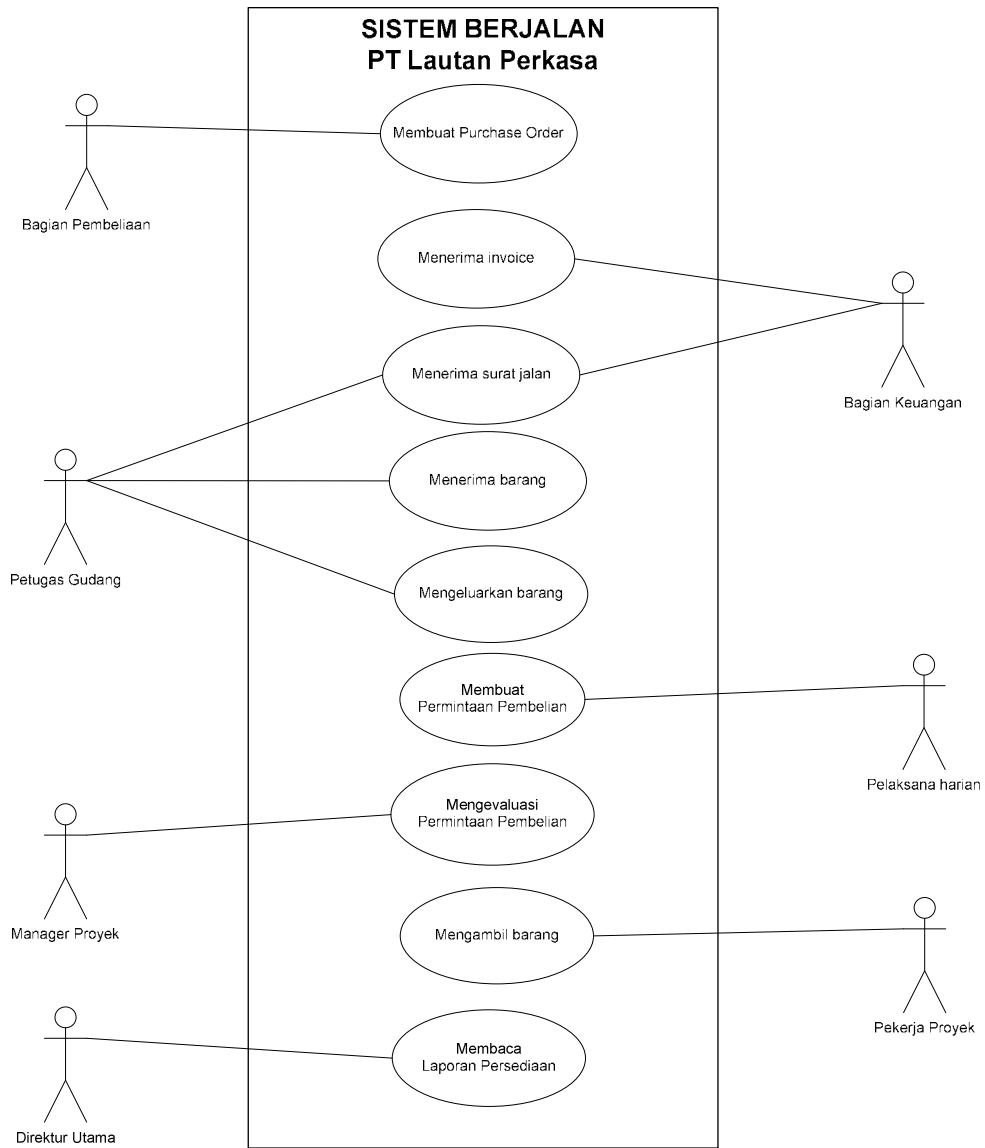 SISTEM BERJALAN
PT Lautan Perkasa
Membuat Purchase Order
Bagian Pembeliaan
Menerima invoice
Menerima surat jalan
Bagian Keuangan
Menerima barang
Petugas Gudang
Mengeluarkan barang
Membuat
Permintaan Pembelian
Pelaksana harian
Mengevaluasi
Permintaan Pembelian
Manager Proyek
Mengambil barang
Pekerja Proyek
Membaca
Laporan Persediaan
Direktur Utama